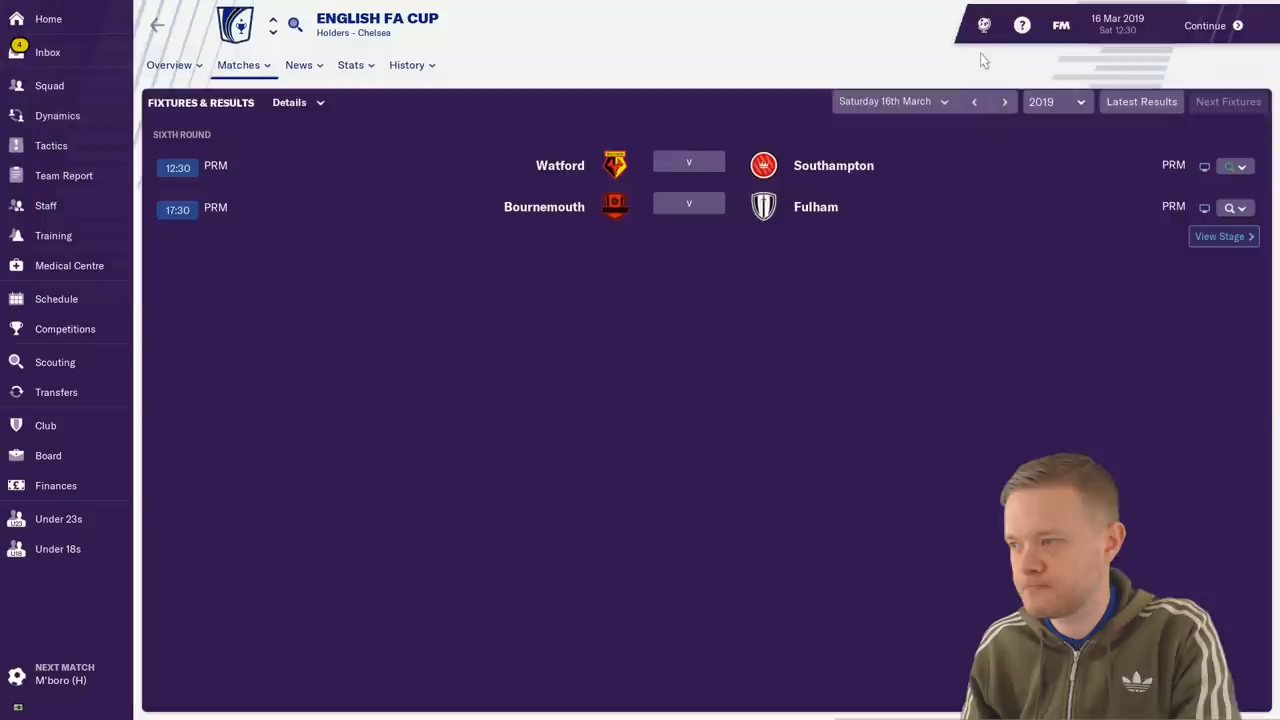 Home
4
Inbox
Squad
Dynamics
Tactics
Team Report
Staff
Training
Medical Centre
Schedule
Competitions
Scouting
Transfers
Club
Board
Finances
U23
Under 23s
U18
Under 18s
NEXT MATCH
M'boro (H)
ENGLISH FA CUP
Holders - Chelsea
?
FM
16 Mar 2019
Sat 12:30
Continue
Overview
Matches
News
Stats
History
FIXTURES & RESULTS
Details
Saturday 16th March
2019
Latest Results
Next Fixtures
SIXTH ROUND
12:30 PRM Watford v Southampton PRM
17:30 PRM Bournemouth v Fulham PRM
View Stage